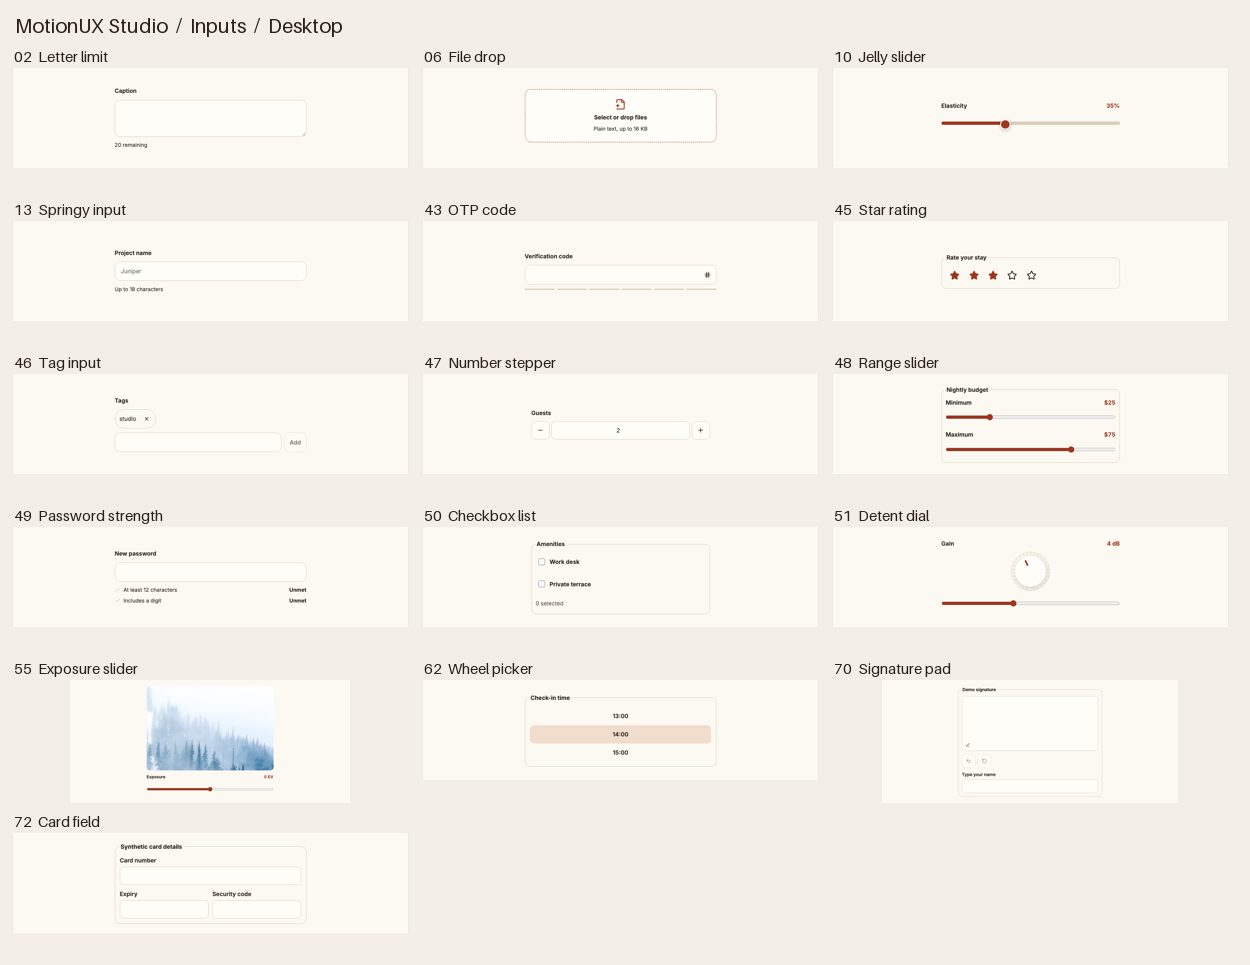 MotionUX Studio / Inputs / Desktop
02 Letter limit
Caption
20 remaining
06 File drop
Select or drop files
Plain text, up to 16 KB
10 Jelly slider
Elasticity 35%
13 Springy input
Project name
Juniper
Up to 18 characters
43 OTP code
Verification code
#
45 Star rating
Rate your stay
46 Tag input
Tags
studio ×
Add
47 Number stepper
Guests
− 2 +
48 Range slider
Nightly budget
Minimum $25
Maximum $75
49 Password strength
New password
At least 12 characters Unmet
Includes a digit Unmet
50 Checkbox list
Amenities
Work desk
Private terrace
0 selected
51 Detent dial
Gain 4 dB
55 Exposure slider
Exposure 0 EV
62 Wheel picker
Check-in time
13:00
14:00
15:00
70 Signature pad
Demo signature
Type your name
72 Card field
Synthetic card details
Card number
Expiry Security code